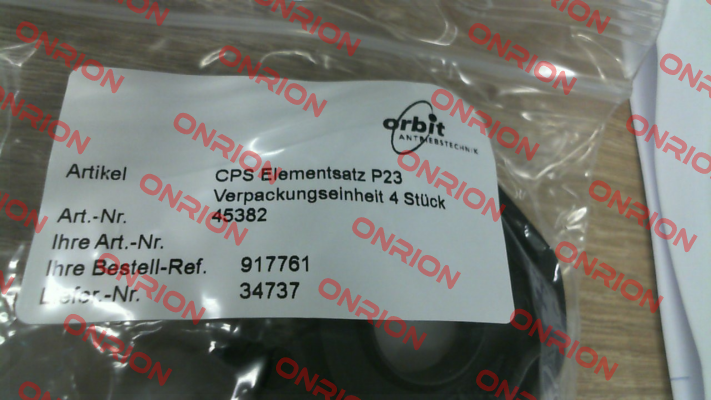 orbit
ANTRIEBSTECHNIK
Artikel CPS Elementsatz P23
Verpackungseinheit 4 Stück
Art.-Nr. 45382
Ihre Art.-Nr.
Ihre Bestell-Ref. 917761
Liefer.-Nr. 34737
ONRION